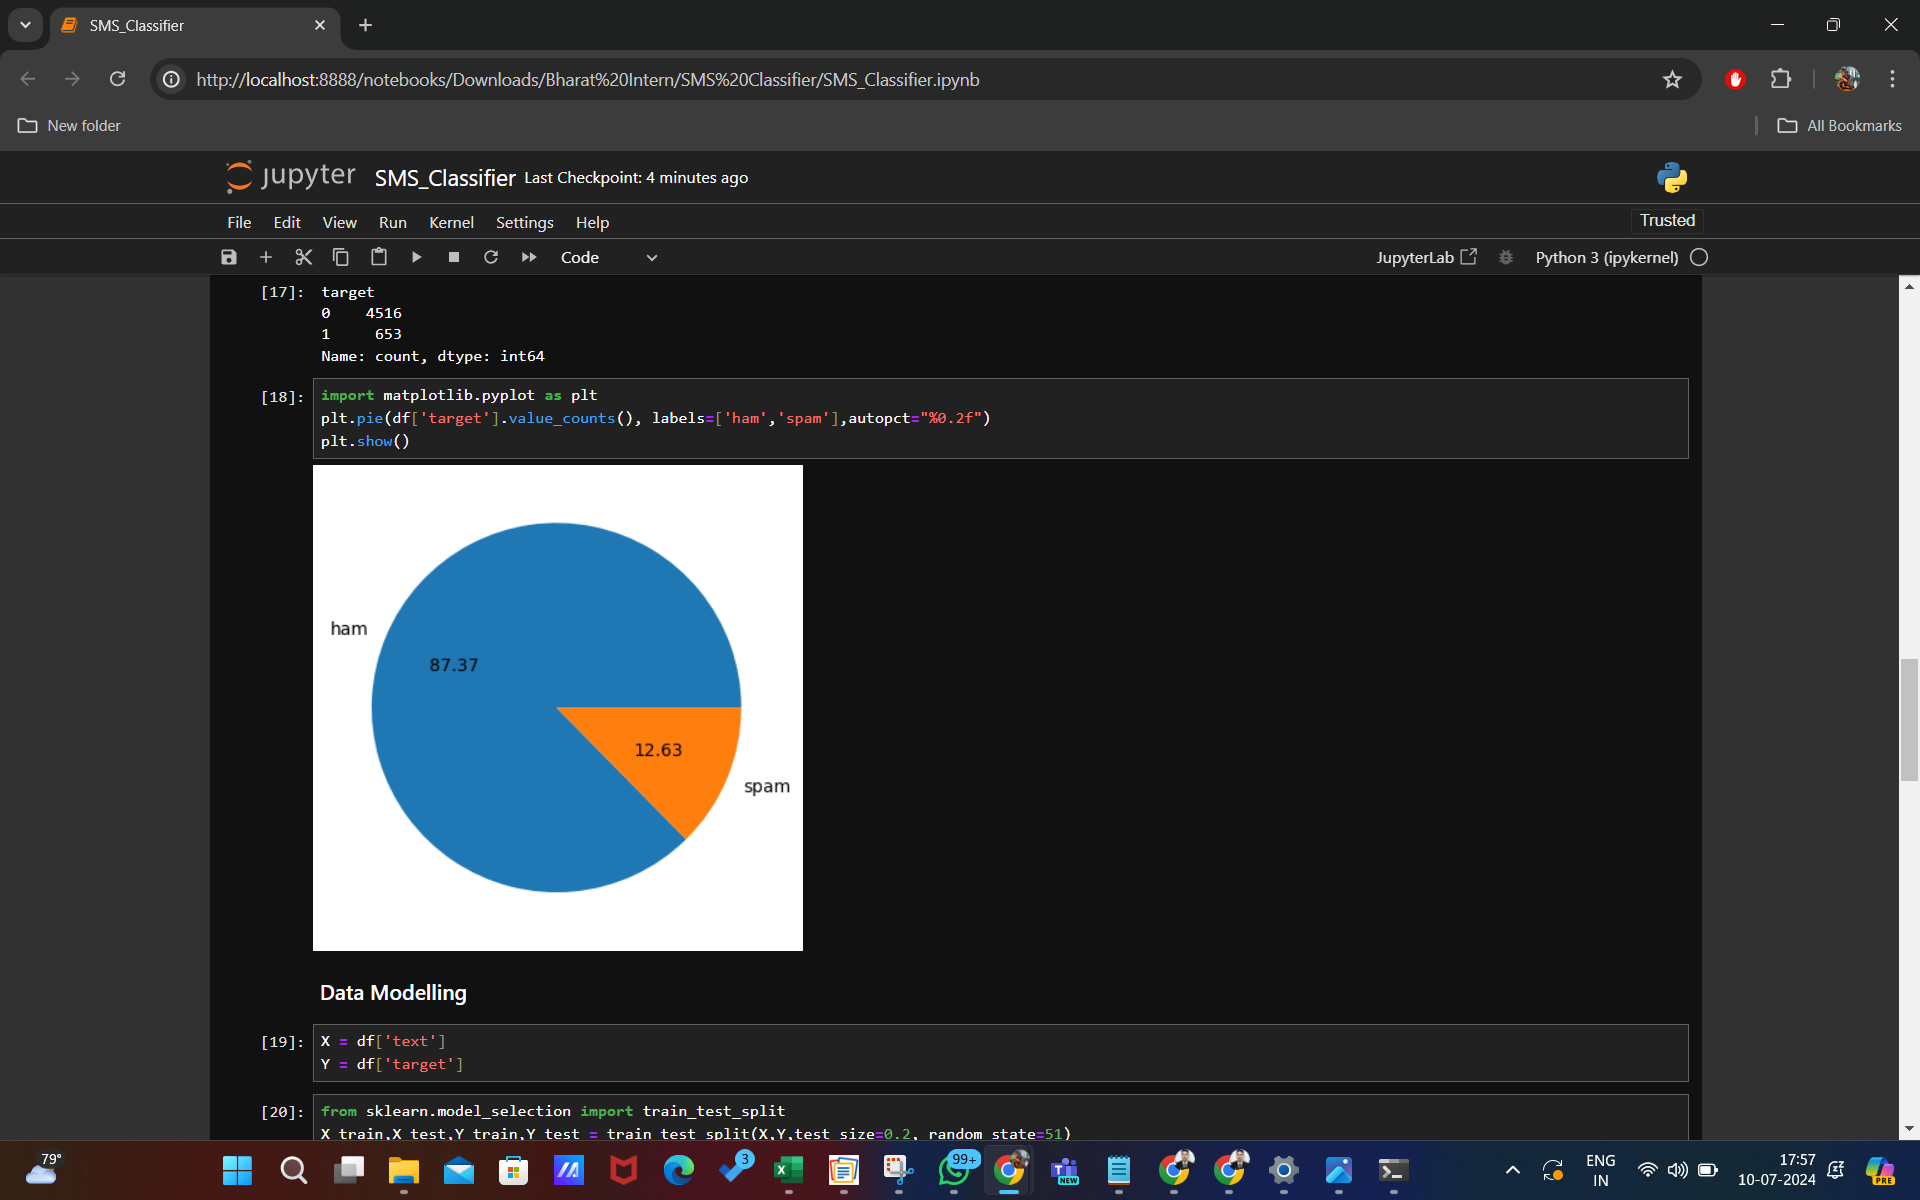 SMS_Classifier
http://localhost:8888/notebooks/Downloads/Bharat%20Intern/SMS%20Classifier/SMS_Classifier.ipynb
New folder
All Bookmarks
jupyter SMS_Classifier Last Checkpoint: 4 minutes ago
File Edit View Run Kernel Settings Help
Trusted
Code
JupyterLab
Python 3 (ipykernel)
[17]: target
0 4516
1 653
Name: count, dtype: int64
[18]: import matplotlib.pyplot as plt
plt.pie(df['target'].value_counts(), labels=['ham','spam'],autopct="%0.2f")
plt.show()
ham
87.37
12.63
spam
Data Modelling
[19]: X = df['text']
Y = df['target']
[20]: from sklearn.model_selection import train_test_split
X_train,X_test,Y_train,Y_test = train_test_split(X,Y,test_size=0.2, random_state=51)
79°
3
99+
NEW
ENG
IN
17:57
10-07-2024
PRE